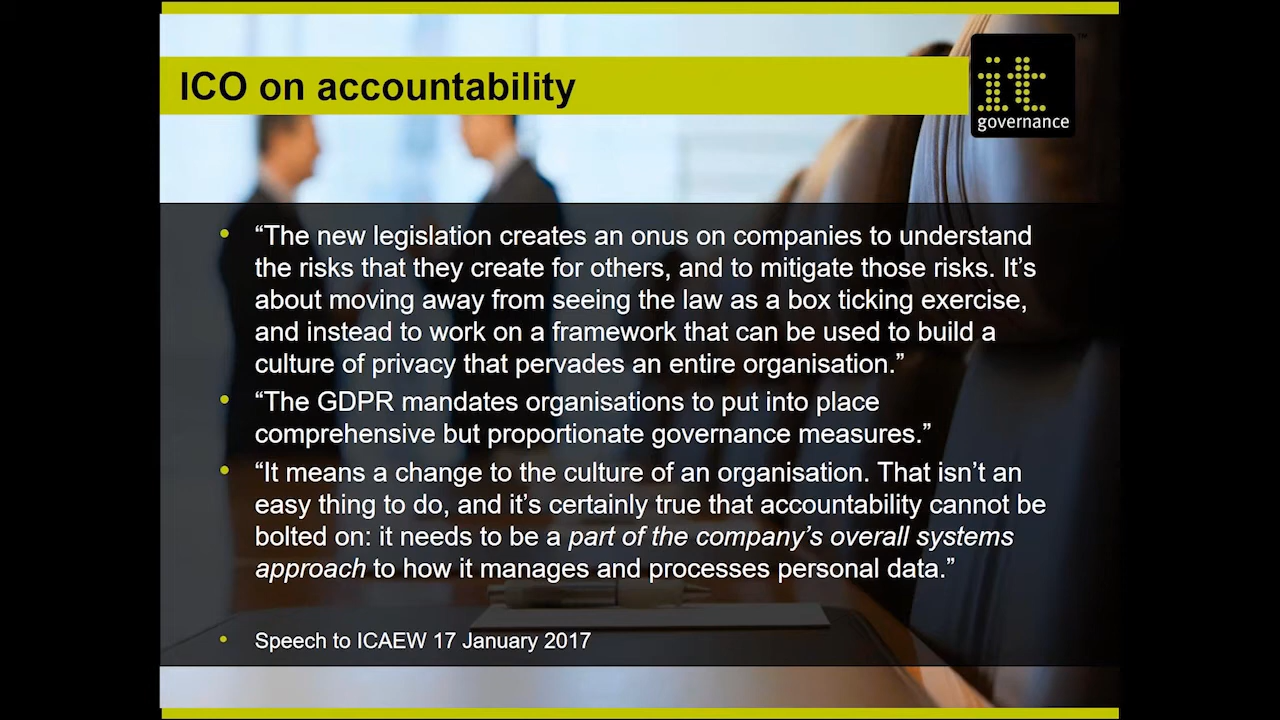 ICO on accountability
it
governance
™
• “The new legislation creates an onus on companies to understand
the risks that they create for others, and to mitigate those risks. It’s
about moving away from seeing the law as a box ticking exercise,
and instead to work on a framework that can be used to build a
culture of privacy that pervades an entire organisation.”
• “The GDPR mandates organisations to put into place
comprehensive but proportionate governance measures.”
• “It means a change to the culture of an organisation. That isn’t an
easy thing to do, and it’s certainly true that accountability cannot be
bolted on: it needs to be a part of the company’s overall systems
approach to how it manages and processes personal data.”
• Speech to ICAEW 17 January 2017